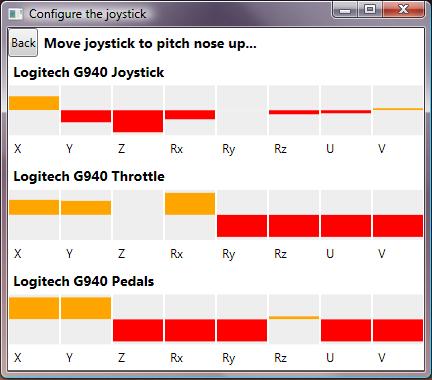 Configure the joystick
Back Move joystick to pitch nose up...
Logitech G940 Joystick
X Y Z Rx Ry Rz U V
Logitech G940 Throttle
X Y Z Rx Ry Rz U V
Logitech G940 Pedals
X Y Z Rx Ry Rz U V